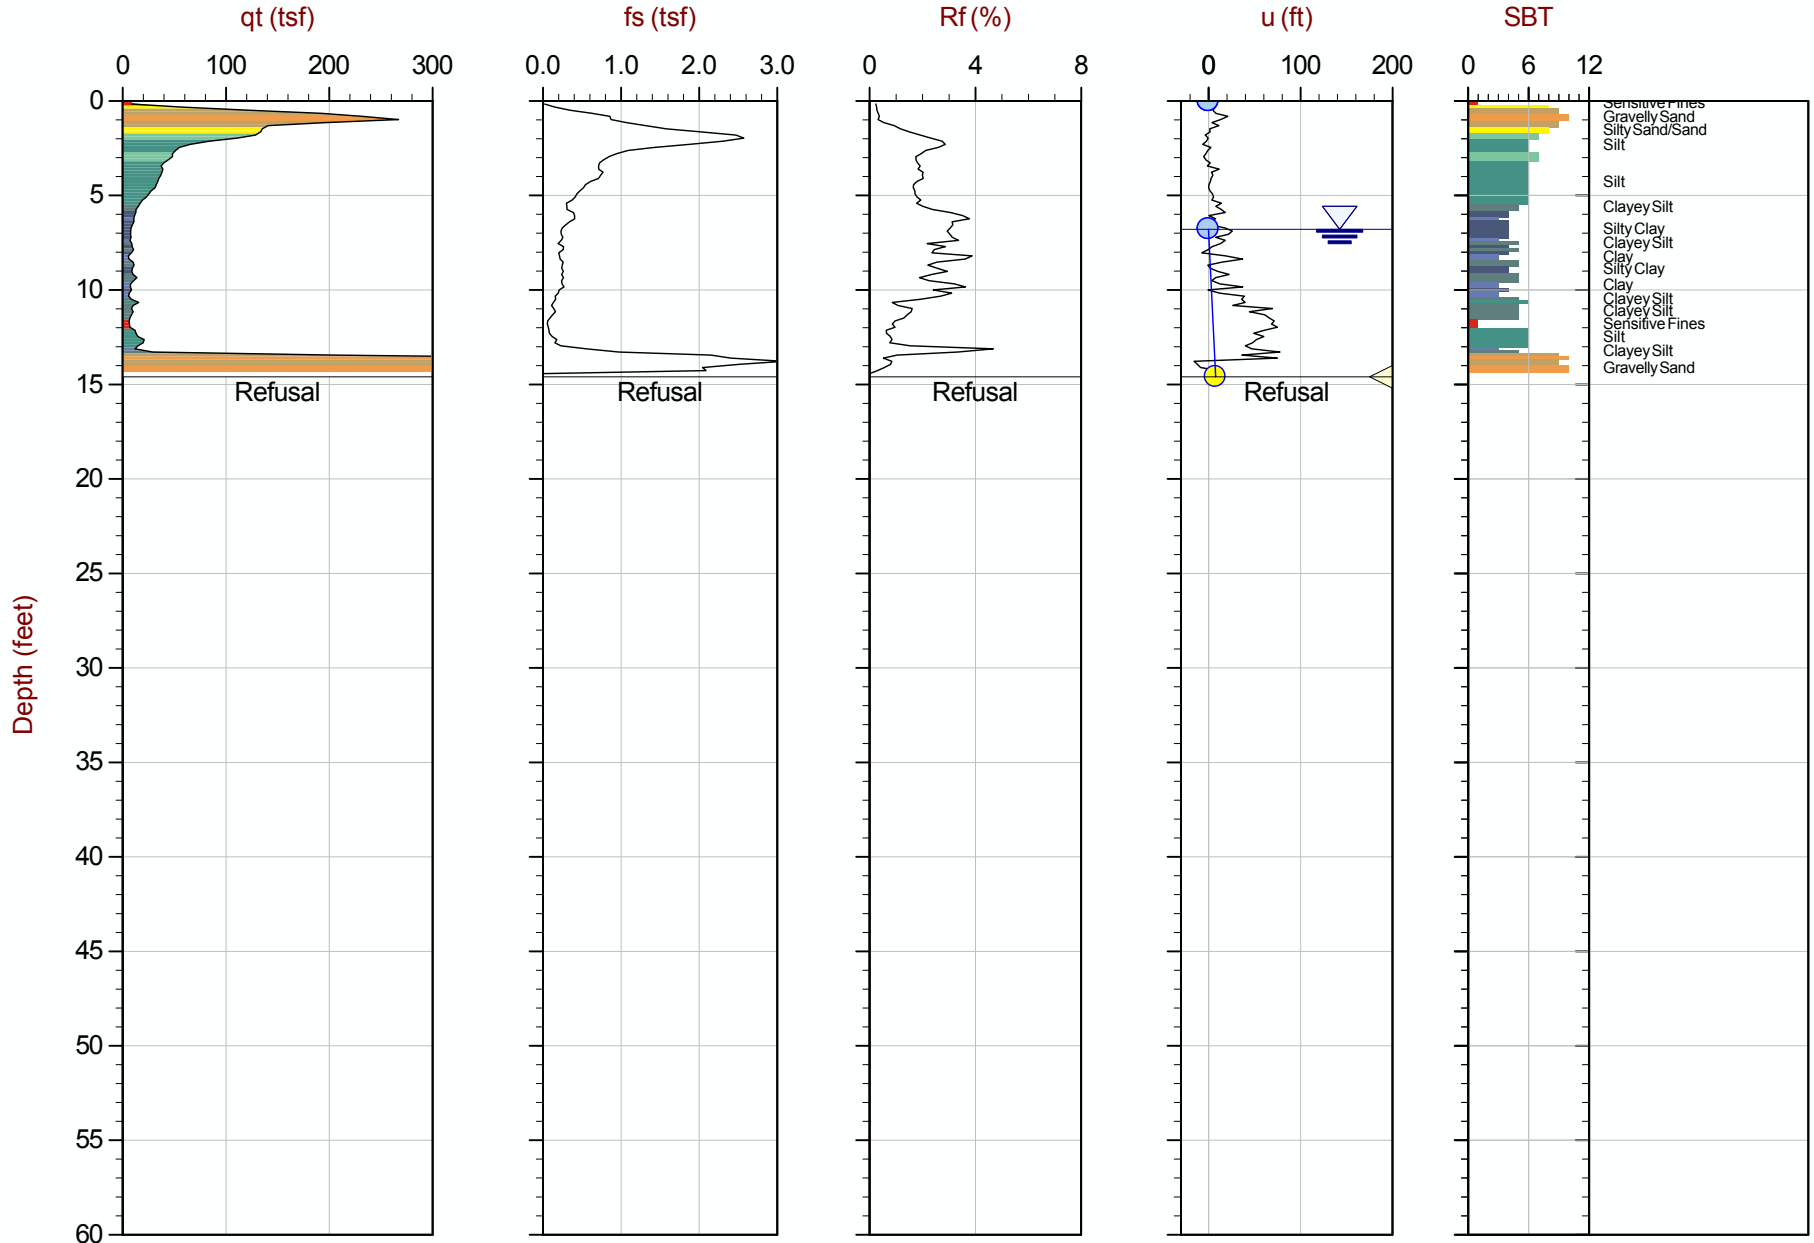 qt (tsf) fs (tsf) Rf (%) u (ft) SBT
0 100 200 300 0.0 1.0 2.0 3.0 0 4 8 0 100 200 0 6 12
0
Sensitive Fines
Gravelly Sand
Silty Sand/Sand
Silt
Silt
5
Clayey Silt
Silty Clay
Clayey Silt
Clay
Silty Clay
Clay
10
Clayey Silt
Clayey Silt
Sensitive Fines
Silt
Clayey Silt
Gravelly Sand
15
Refusal Refusal Refusal Refusal
20
25
30
Depth (feet)
35
40
45
50
55
60